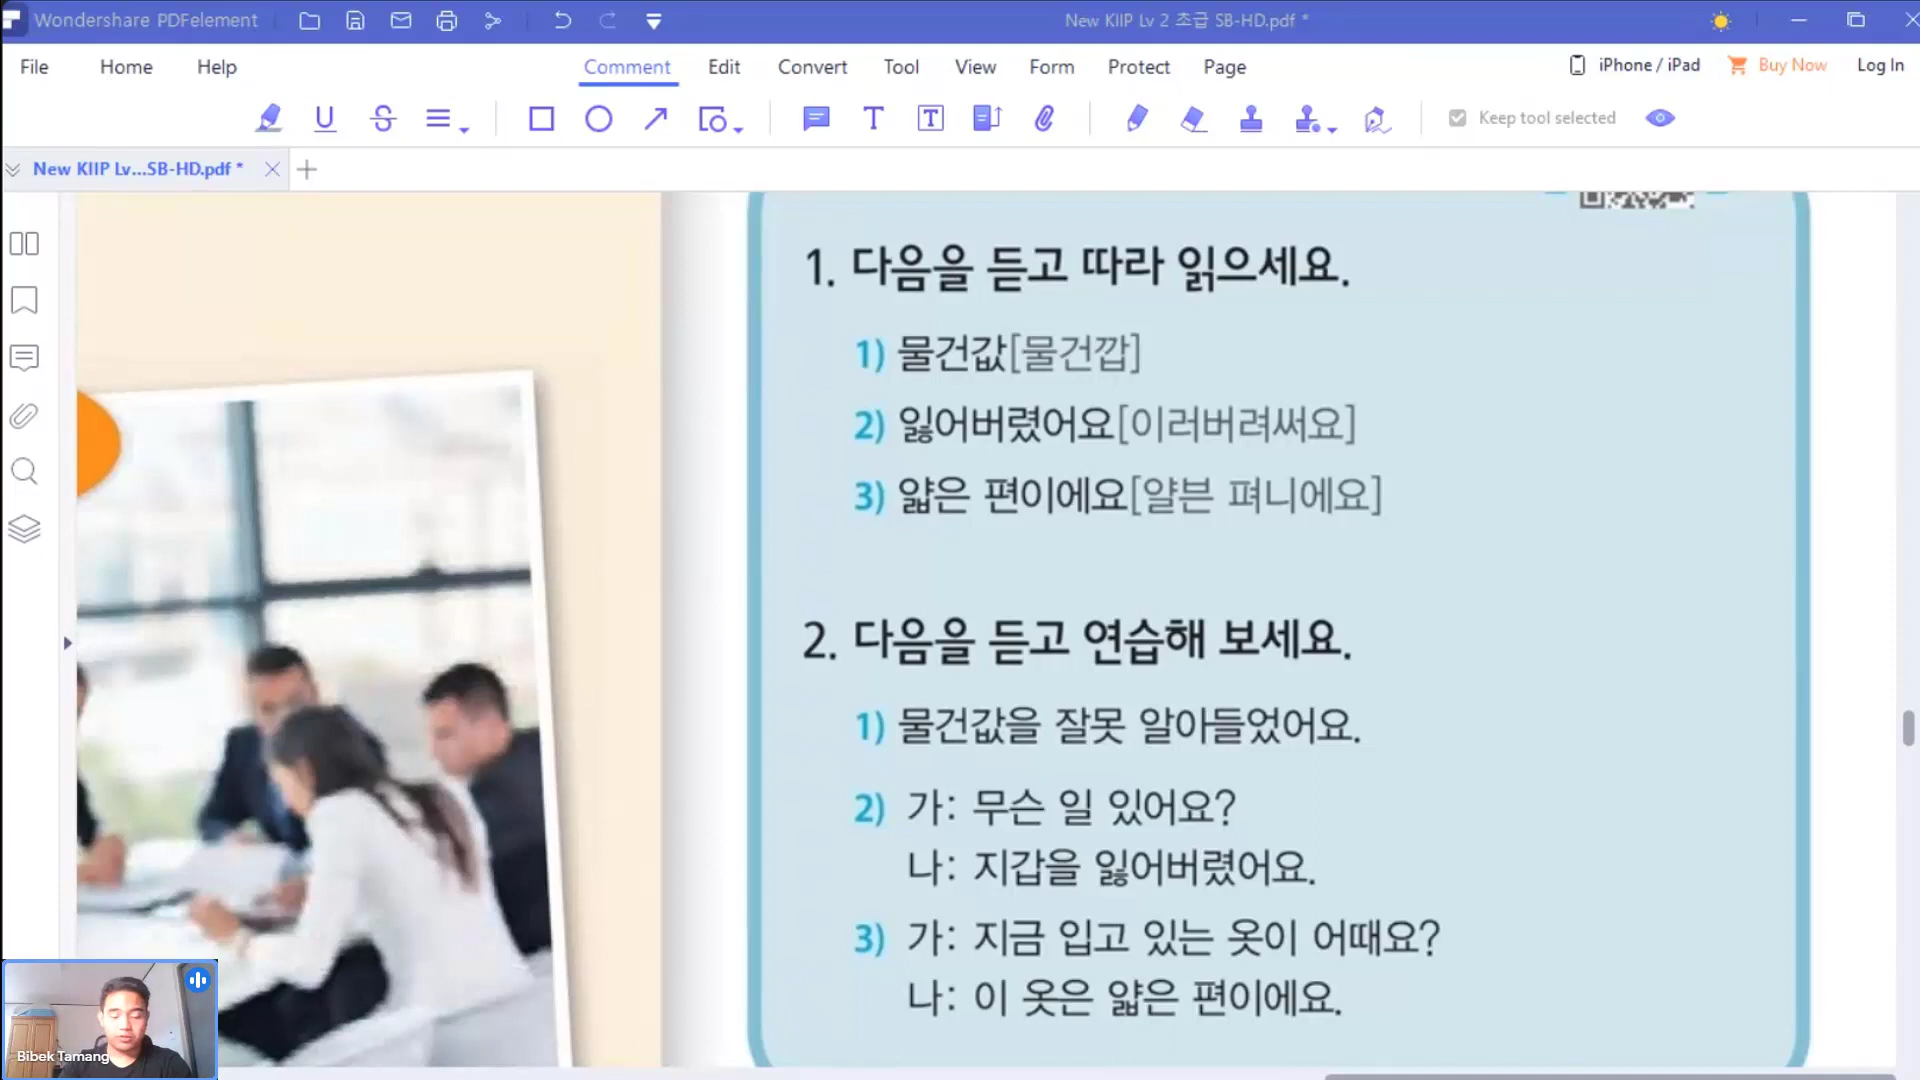 Wondershare PDFelement
New KIIP Lv 2 초급 SB-HD.pdf *
File Home Help Comment Edit Convert Tool View Form Protect Page iPhone / iPad Buy Now Log In
Keep tool selected
New KIIP Lv...SB-HD.pdf *
1. 다음을 듣고 따라 읽으세요.
1) 물건값[물건깝]
2) 잃어버렸어요[이러버려써요]
3) 얇은 편이에요[얄븐 펴니에요]
2. 다음을 듣고 연습해 보세요.
1) 물건값을 잘못 알아들었어요.
2) 가: 무슨 일 있어요?
나: 지갑을 잃어버렸어요.
3) 가: 지금 입고 있는 옷이 어때요?
나: 이 옷은 얇은 편이에요.
Bibek Tamang